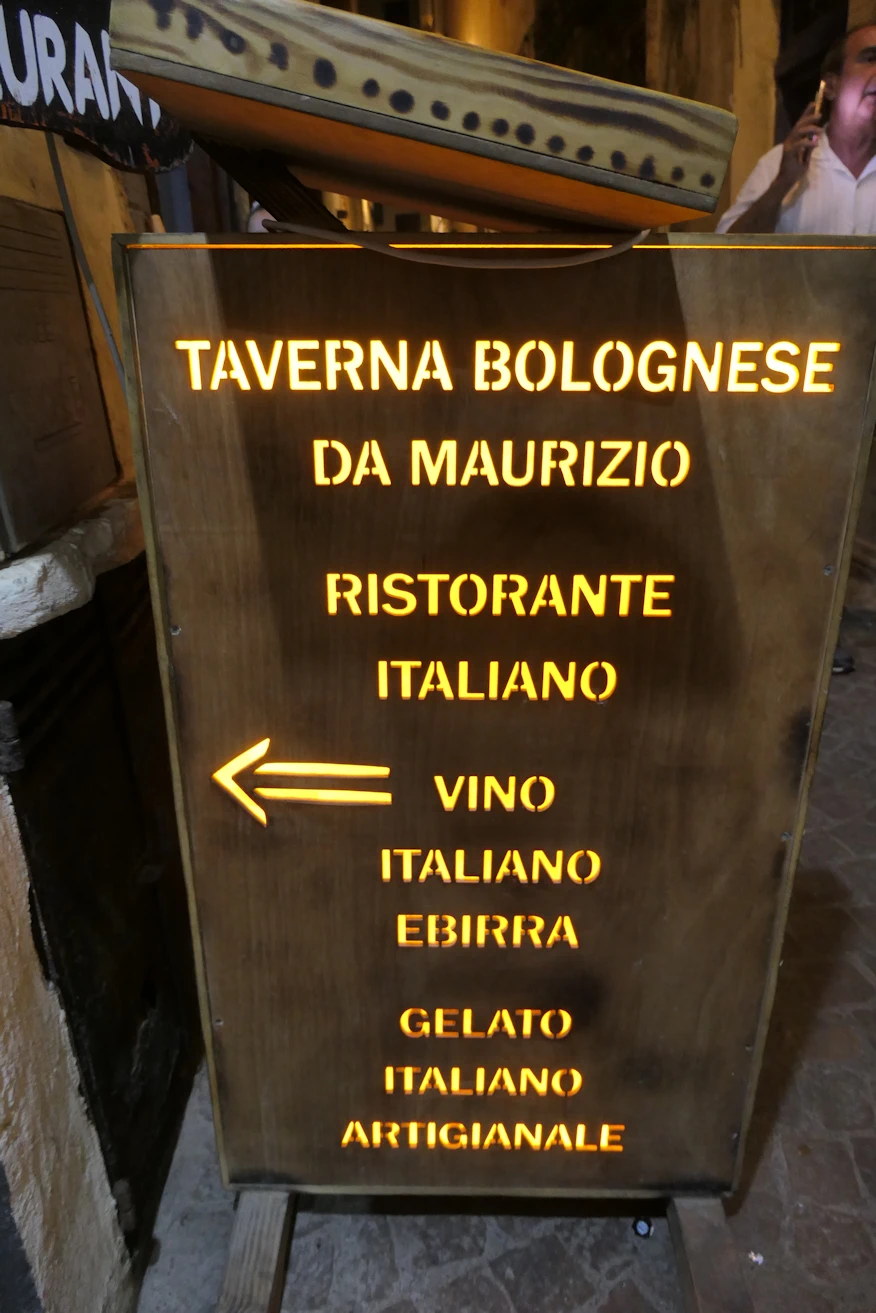 TAVERNA BOLOGNESE
DA MAURIZIO
RISTORANTE
ITALIANO
VINO
ITALIANO
EBIRRA
GELATO
ITALIANO
ARTIGIANALE